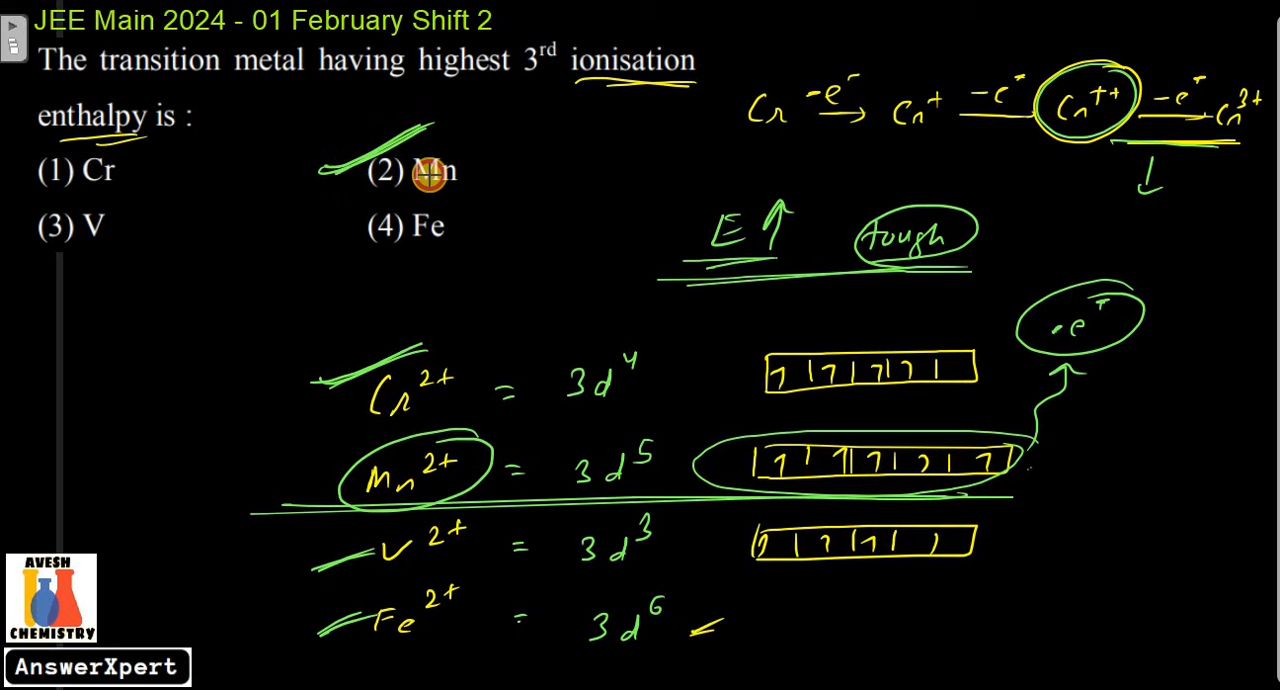 JEE Main 2024 - 01 February Shift 2
The transition metal having highest 3rd ionisation
enthalpy is :
(1) Cr
(2) Mn
(3) V
(4) Fe
Cr -e⁻ → Cr⁺ -e⁻ → Cr⁺⁺ -e⁻ → Cr³⁺
↓
E↑ tough
-e⁻
Cr²⁺ = 3d⁴
Mn²⁺ = 3d⁵
V²⁺ = 3d³
Fe²⁺ = 3d⁶
AVESH
CHEMISTRY
AnswerXpert